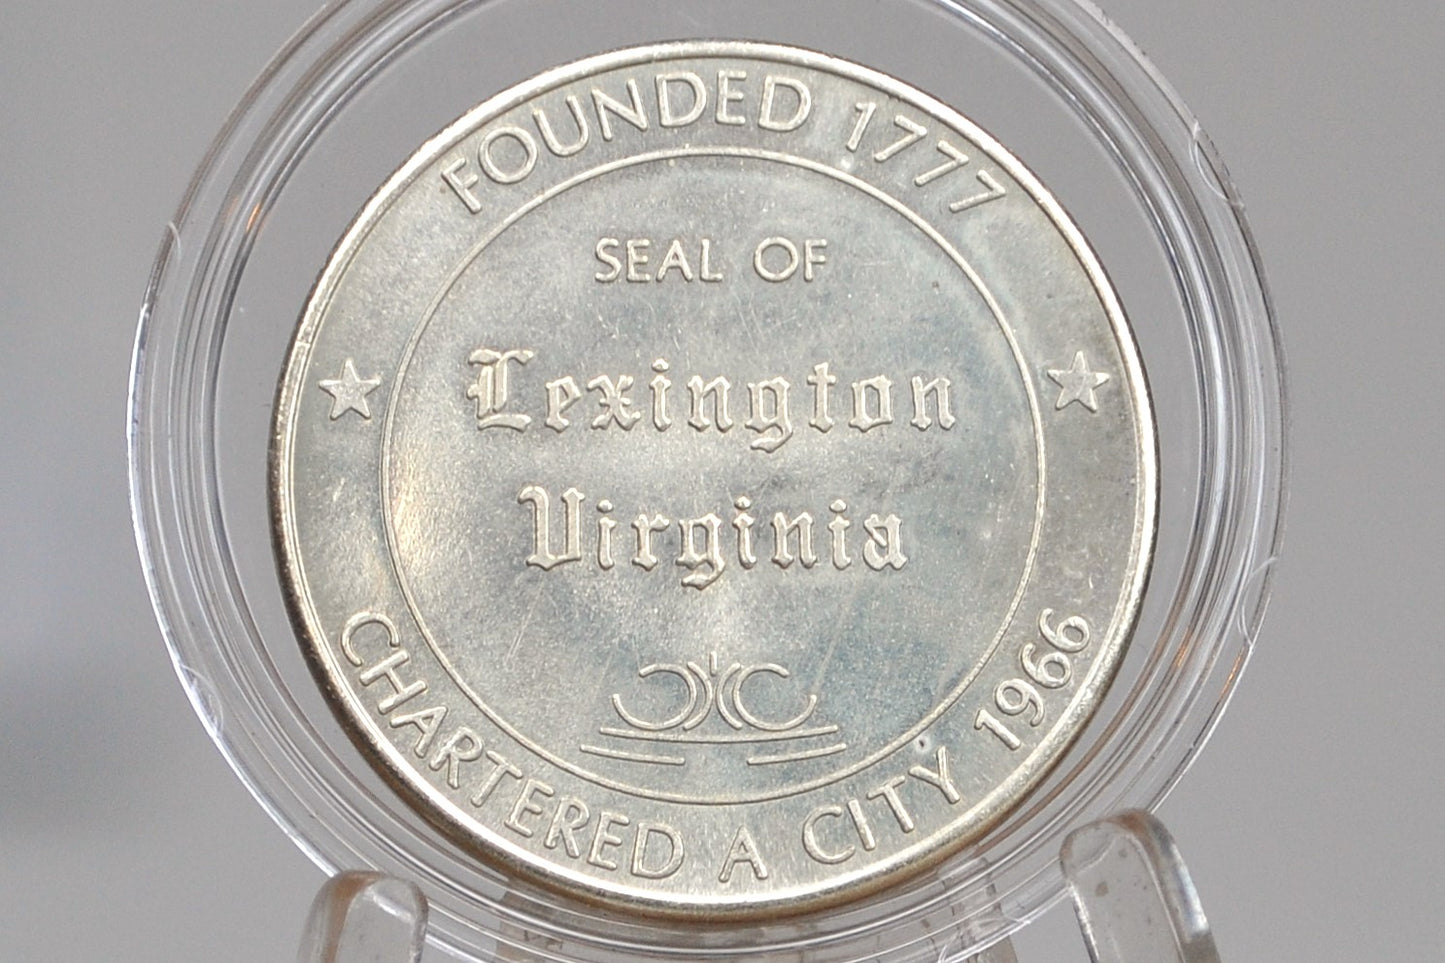 FOUNDED 1777
SEAL OF
Lexington
Virginia
CHARTERED A CITY 1966